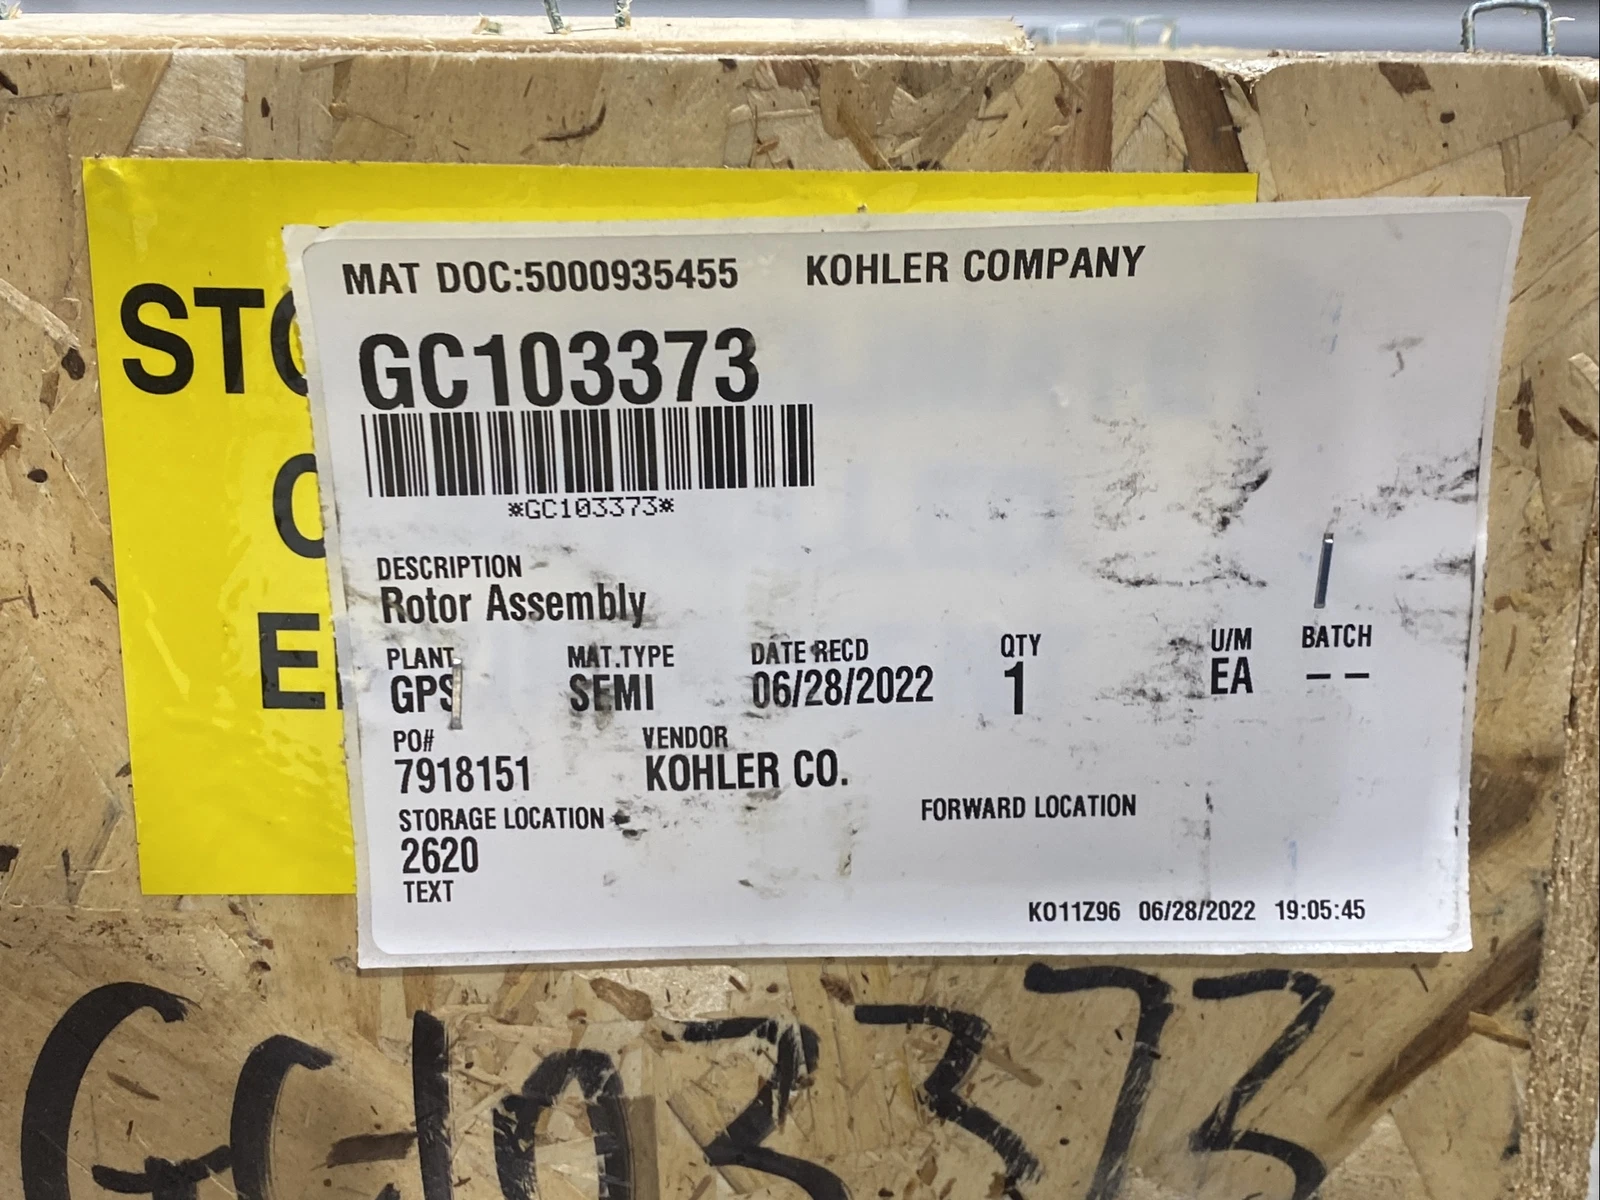 MAT DOC:5000935455 KOHLER COMPANY
GC103373
*GC103373*
DESCRIPTION
Rotor Assembly
PLANT MAT.TYPE DATE RECD QTY U/M BATCH
GPS SEMI 06/28/2022 1 EA – –
PO# VENDOR
7918151 KOHLER CO.
STORAGE LOCATION FORWARD LOCATION
2620
TEXT
KO11Z96 06/28/2022 19:05:45
GC103373